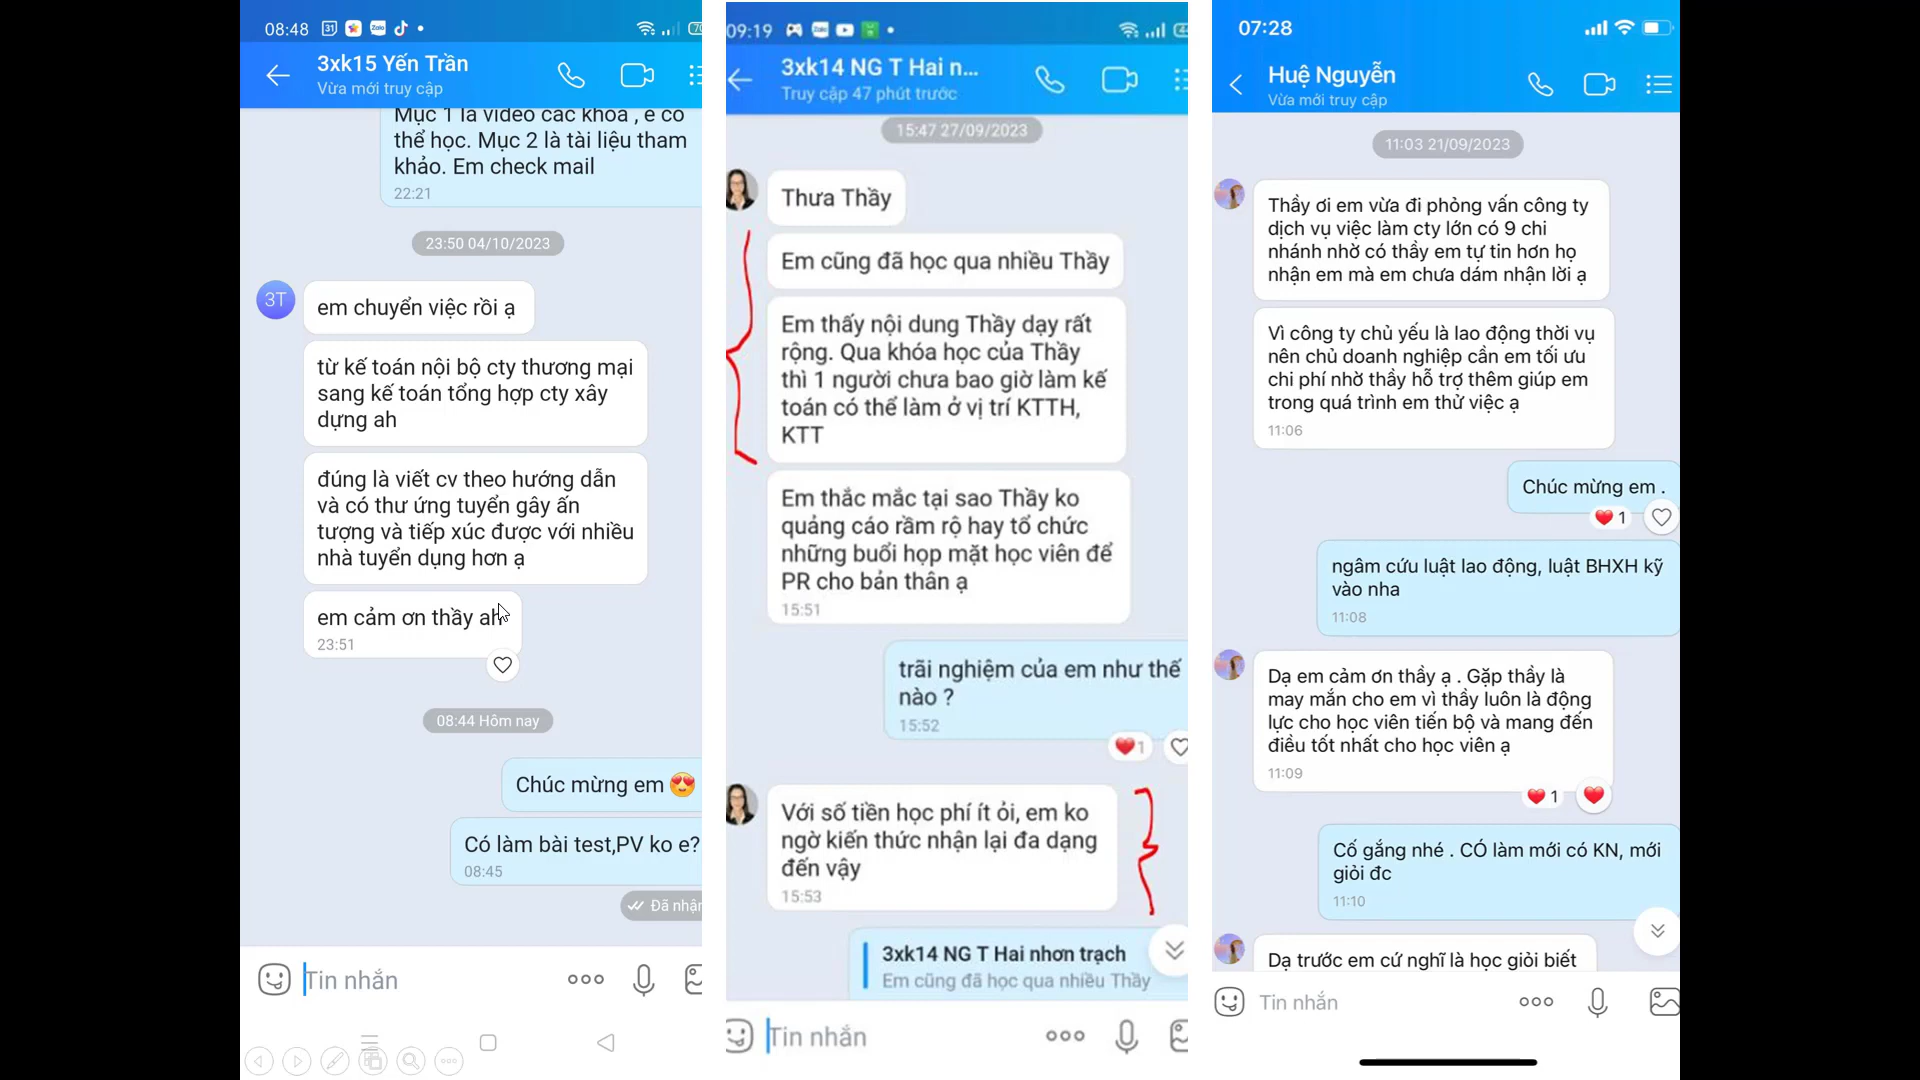 08:48
3xk15 Yến Trần
Vừa mới truy cập
Mục 1 là video các khóa , e có
thể học. Mục 2 là tài liệu tham
khảo. Em check mail
22:21
23:50 04/10/2023
3T
em chuyển việc rồi ạ
từ kế toán nội bộ cty thương mại
sang kế toán tổng hợp cty xây
dựng ah
đúng là viết cv theo hướng dẫn
và có thư ứng tuyển gây ấn
tượng và tiếp xúc được với nhiều
nhà tuyển dụng hơn ạ
em cảm ơn thầy ah
23:51
08:44 Hôm nay
Chúc mừng em
Có làm bài test,PV ko e?
08:45
Đã nhận
Tin nhắn
09:19
3xk14 NG T Hai n...
Truy cập 47 phút trước
15:47 27/09/2023
Thưa Thầy
Em cũng đã học qua nhiều Thầy
Em thấy nội dung Thầy dạy rất
rộng. Qua khóa học của Thầy
thì 1 người chưa bao giờ làm kế
toán có thể làm ở vị trí KTTH,
KTT
Em thắc mắc tại sao Thầy ko
quảng cáo rầm rộ hay tổ chức
những buổi họp mặt học viên để
PR cho bản thân ạ
15:51
trãi nghiệm của em như thế
nào ?
15:52
1
Với số tiền học phí ít ỏi, em ko
ngờ kiến thức nhận lại đa dạng
đến vậy
15:53
3xk14 NG T Hai nhơn trạch
Em cũng đã học qua nhiều Thầy
Tin nhắn
07:28
Huệ Nguyễn
Vừa mới truy cập
11:03 21/09/2023
Thầy ơi em vừa đi phỏng vấn công ty
dịch vụ việc làm cty lớn có 9 chi
nhánh nhờ có thầy em tự tin hơn họ
nhận em mà em chưa dám nhận lời ạ
Vì công ty chủ yếu là lao động thời vụ
nên chủ doanh nghiệp cần em tối ưu
chi phí nhờ thầy hỗ trợ thêm giúp em
trong quá trình em thử việc ạ
11:06
Chúc mừng em .
1
ngâm cứu luật lao động, luật BHXH kỹ
vào nha
11:08
Dạ em cảm ơn thầy ạ . Gặp thầy là
may mắn cho em vì thầy luôn là động
lực cho học viên tiến bộ và mang đến
điều tốt nhất cho học viên ạ
11:09
1
Cố gắng nhé . CÓ làm mới có KN, mới
giỏi đc
11:10
Dạ trước em cứ nghĩ là học giỏi biết
Tin nhắn